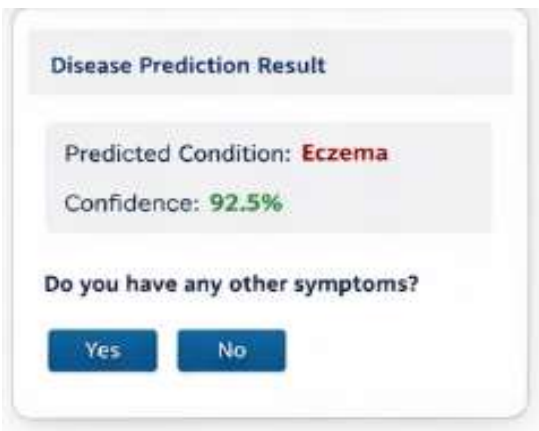 Disease Prediction Result
Predicted Condition: Eczema
Confidence: 92.5%
Do you have any other symptoms?
Yes No